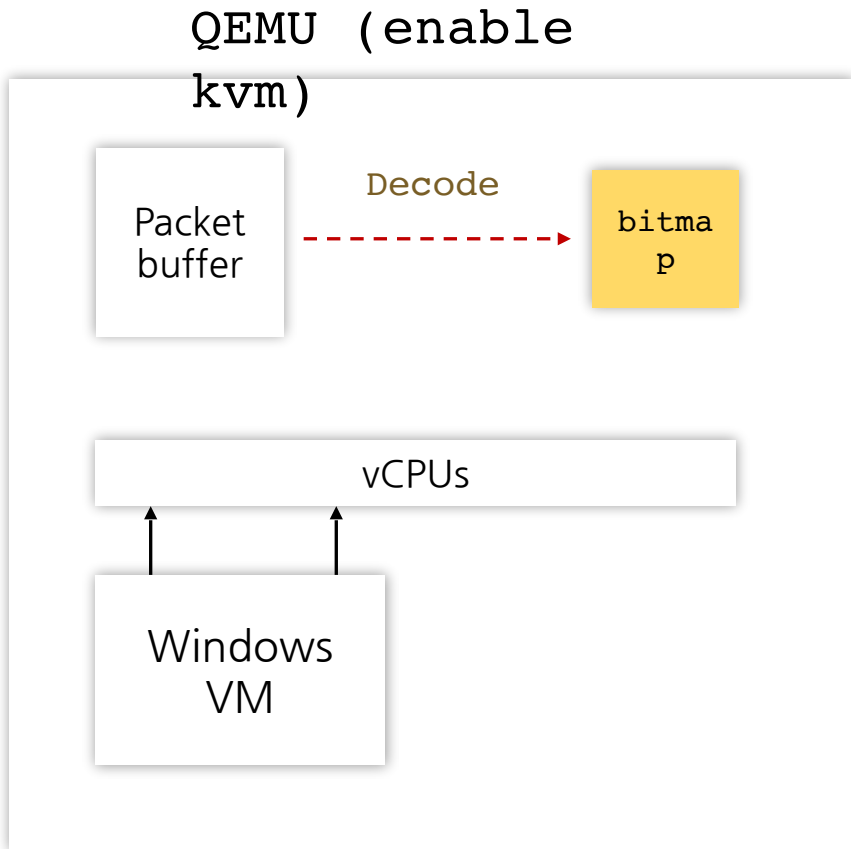 QEMU (enable
kvm)
Decode
Packet
buffer
bitma
p
vCPUs
Windows
VM